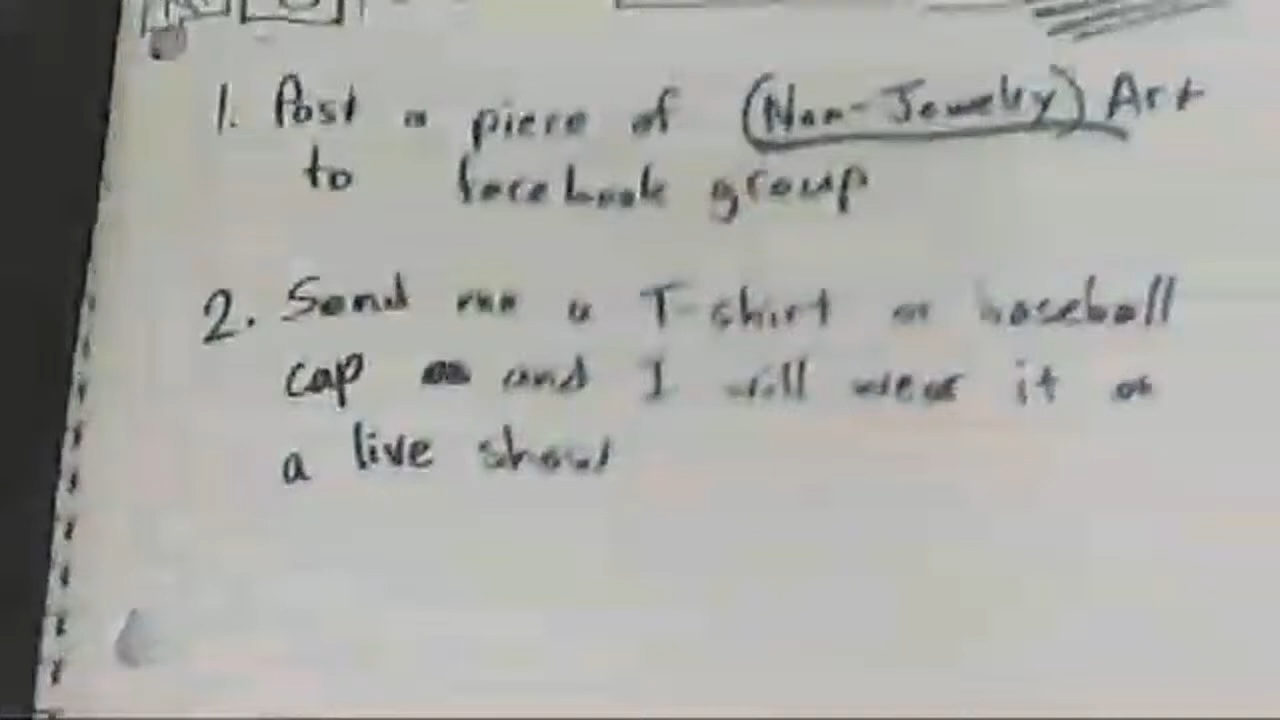 1. Post a piece of (Non-Jewelry) Art
to facebook group
2. Send me a T-shirt or baseball
cap and I will wear it on
a live show